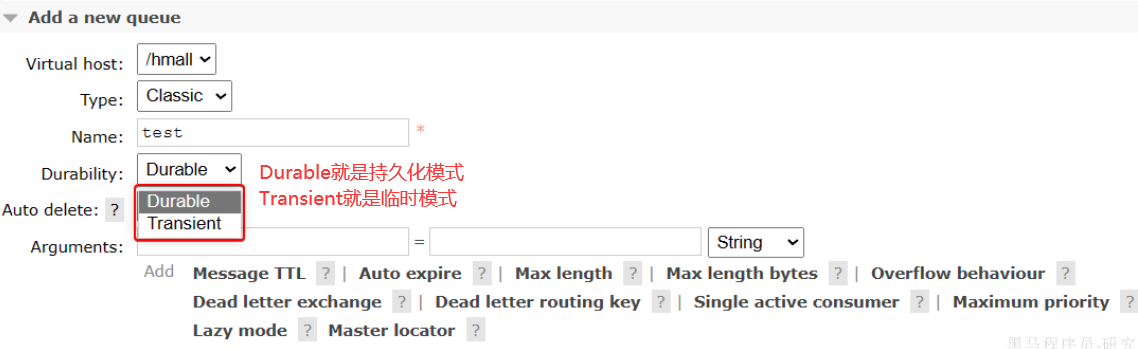 Add a new queue
Virtual host: /hmall
Type: Classic
Name: test *
Durability: Durable Durable就是持久化模式
Durable
Transient Transient就是临时模式
Auto delete: ?
Arguments: = String
Add Message TTL ? | Auto expire ? | Max length ? | Max length bytes ? | Overflow behaviour ?
Dead letter exchange ? | Dead letter routing key ? | Single active consumer ? | Maximum priority ?
Lazy mode ? Master locator ?
黑马程序员-研究